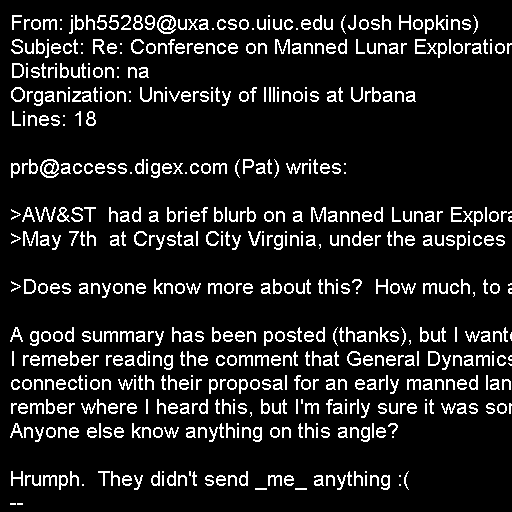 From: jbh55289@uxa.cso.uiuc.edu (Josh Hopkins)
Subject: Re: Conference on Manned Lunar Exploration
Distribution: na
Organization: University of Illinois at Urbana
Lines: 18
prb@access.digex.com (Pat) writes:
>AW&ST  had a brief blurb on a Manned Lunar Explora
>May 7th  at Crystal City Virginia, under the auspices
>Does anyone know more about this?  How much, to a
A good summary has been posted (thanks), but I wante
I remeber reading the comment that General Dynamics
connection with their proposal for an early manned lan
rember where I heard this, but I'm fairly sure it was so
Anyone else know anything on this angle?
Hrumph.  They didn't send _me_ anything :(
--